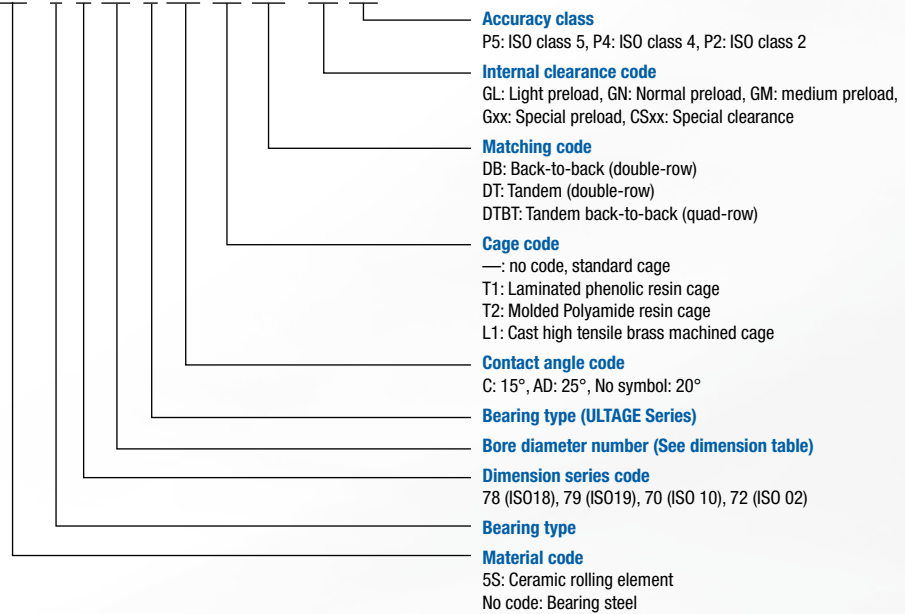 Accuracy class
P5: ISO class 5, P4: ISO class 4, P2: ISO class 2
Internal clearance code
GL: Light preload, GN: Normal preload, GM: medium preload,
Gxx: Special preload, CSxx: Special clearance
Matching code
DB: Back-to-back (double-row)
DT: Tandem (double-row)
DTBT: Tandem back-to-back (quad-row)
Cage code
—: no code, standard cage
T1: Laminated phenolic resin cage
T2: Molded Polyamide resin cage
L1: Cast high tensile brass machined cage
Contact angle code
C: 15°, AD: 25°, No symbol: 20°
Bearing type (ULTAGE Series)
Bore diameter number (See dimension table)
Dimension series code
78 (ISO18), 79 (ISO19), 70 (ISO 10), 72 (ISO 02)
Bearing type
Material code
5S: Ceramic rolling element
No code: Bearing steel